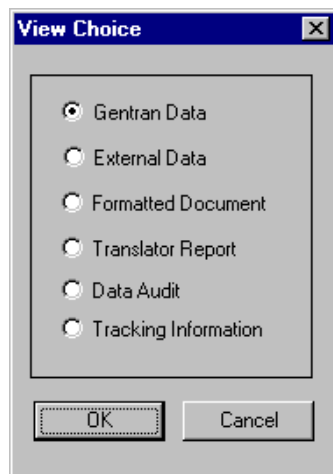 View Choice
Gentran Data
External Data
Formatted Document
Translator Report
Data Audit
Tracking Information
OK Cancel